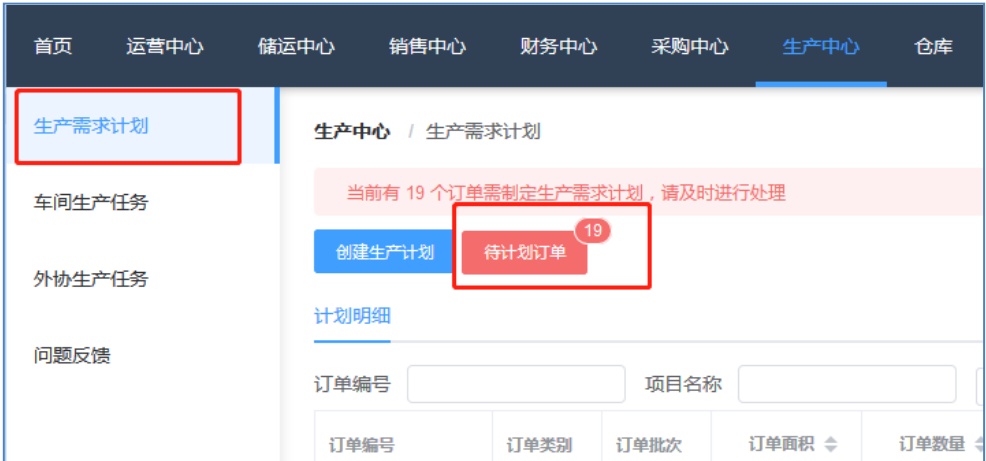 首页 运营中心 储运中心 销售中心 财务中心 采购中心 生产中心 仓库
生产需求计划
车间生产任务
外协生产任务
问题反馈
生产中心 / 生产需求计划
当前有 19 个订单需制定生产需求计划，请及时进行处理
创建生产计划 待计划订单 19
计划明细
订单编号 项目名称
订单编号 订单类别 订单批次 订单面积 订单数量